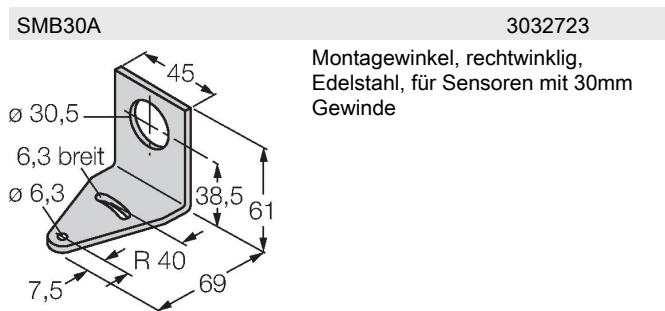 SMB30A 3032723
Montagewinkel, rechtwinklig,
Edelstahl, für Sensoren mit 30mm
Gewinde
45
ø 30,5
6,3 breit
ø 6,3
38,5
61
R 40
7,5
69